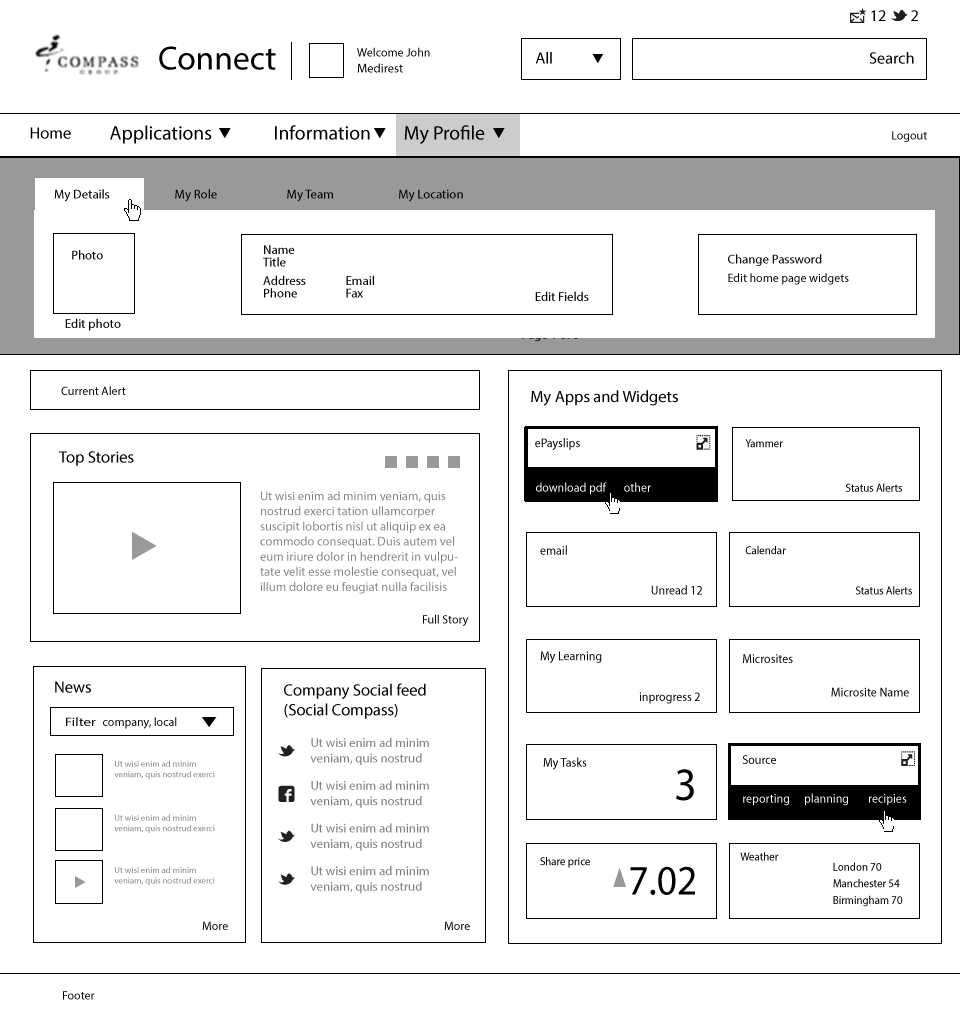 12 2
COMPASS
GROUP
Connect
Welcome John
Medirest
All
Search
Home
Applications
Information
My Profile
Logout
My Details
My Role
My Team
My Location
Photo
Edit photo
Name
Title
Address Email
Phone Fax
Edit Fields
Change Password
Edit home page widgets
Current Alert
Top Stories
Ut wisi enim ad minim veniam, quis
nostrud exerci tation ullamcorper
suscipit lobortis nisl ut aliquip ex ea
commodo consequat. Duis autem vel
eum iriure dolor in hendrerit in vulpu-
tate velit esse molestie consequat, vel
illum dolore eu feugiat nulla facilisis
Full Story
News
Filter company, local
Ut wisi enim ad minim
veniam, quis nostrud exerci
Ut wisi enim ad minim
veniam, quis nostrud exerci
Ut wisi enim ad minim
veniam, quis nostrud exerci
More
Company Social feed
(Social Compass)
Ut wisi enim ad minim
veniam, quis nostrud
Ut wisi enim ad minim
veniam, quis nostrud
Ut wisi enim ad minim
veniam, quis nostrud
Ut wisi enim ad minim
veniam, quis nostrud
More
My Apps and Widgets
ePayslips
download pdf other
Yammer
Status Alerts
email
Unread 12
Calendar
Status Alerts
My Learning
inprogress 2
Microsites
Microsite Name
My Tasks
3
Source
reporting planning recipies
Share price
7.02
Weather
London 70
Manchester 54
Birmingham 70
Footer